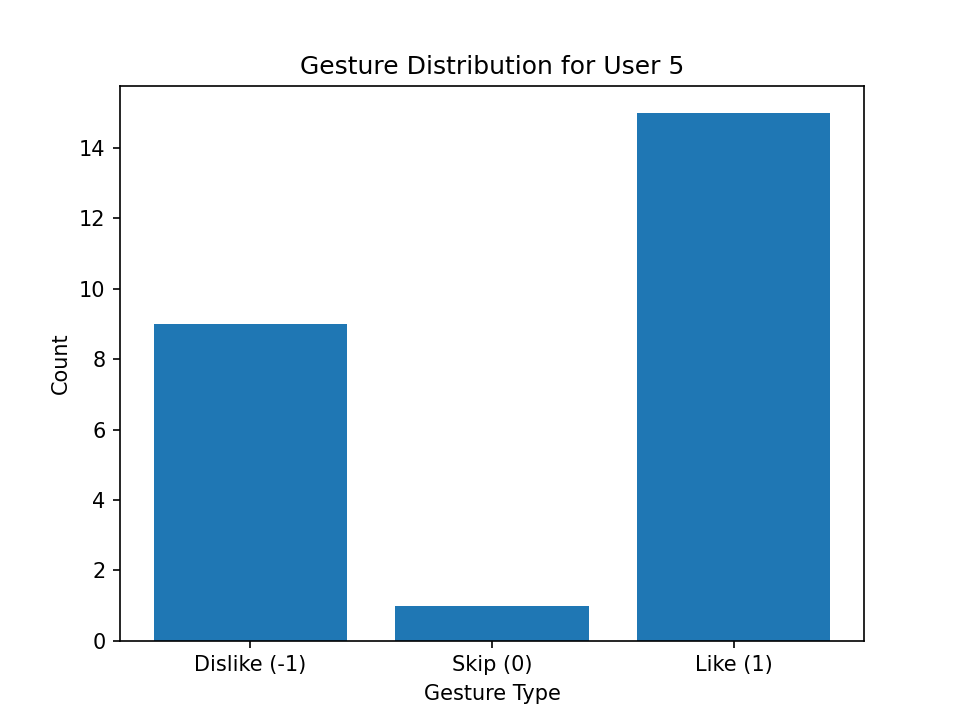 Gesture Distribution for User 5
14
12
10
8
6
4
2
0
Count
Dislike (-1) Skip (0) Like (1)
Gesture Type